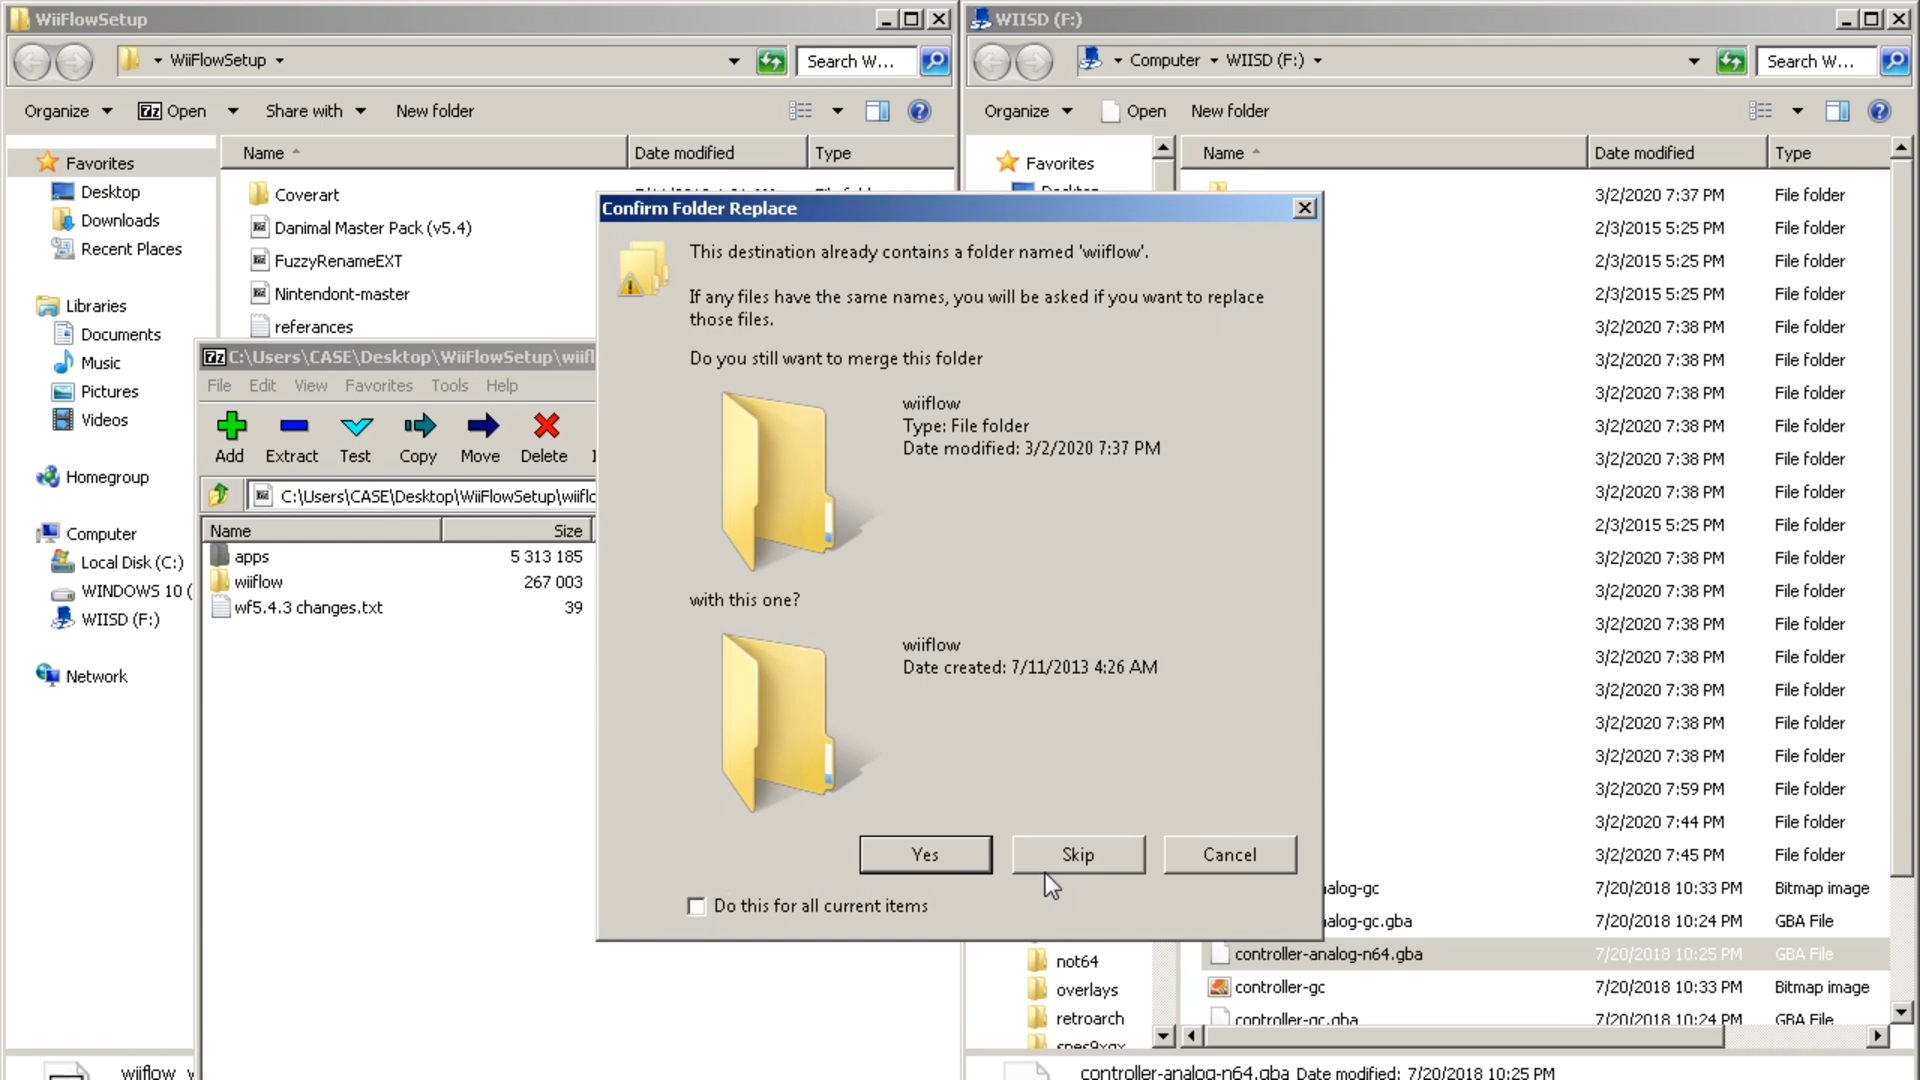 WiiFlowSetup
WiiFlowSetup
Search W...
Organize
Open
Share with
New folder
Name
Date modified
Type
Favorites
Desktop
Downloads
Recent Places
Libraries
Documents
Music
Pictures
Videos
Homegroup
Computer
Local Disk (C:)
WINDOWS 10 (
WIISD (F:)
Network
Coverart
Danimal Master Pack (v5.4)
FuzzyRenameEXT
Nintendont-master
referances
C:\Users\CASE\Desktop\WiiFlowSetup\wiifl
File Edit View Favorites Tools Help
Add Extract Test Copy Move Delete
C:\Users\CASE\Desktop\WiiFlowSetup\wiiflo
Name Size
apps 5 313 185
wiiflow 267 003
wf5.4.3 changes.txt 39
Confirm Folder Replace
This destination already contains a folder named 'wiiflow'.
If any files have the same names, you will be asked if you want to replace
those files.
Do you still want to merge this folder
wiiflow
Type: File folder
Date modified: 3/2/2020 7:37 PM
with this one?
wiiflow
Date created: 7/11/2013 4:26 AM
Yes
Skip
Cancel
Do this for all current items
WIISD (F:)
Computer
WIISD (F:)
Search W...
Organize
Open
New folder
Favorites
Name
Date modified
Type
3/2/2020 7:37 PM File folder
2/3/2015 5:25 PM File folder
2/3/2015 5:25 PM File folder
2/3/2015 5:25 PM File folder
3/2/2020 7:38 PM File folder
3/2/2020 7:38 PM File folder
3/2/2020 7:38 PM File folder
3/2/2020 7:38 PM File folder
3/2/2020 7:38 PM File folder
3/2/2020 7:38 PM File folder
2/3/2015 5:25 PM File folder
3/2/2020 7:38 PM File folder
3/2/2020 7:38 PM File folder
3/2/2020 7:38 PM File folder
3/2/2020 7:38 PM File folder
3/2/2020 7:38 PM File folder
3/2/2020 7:38 PM File folder
3/2/2020 7:38 PM File folder
3/2/2020 7:59 PM File folder
3/2/2020 7:44 PM File folder
3/2/2020 7:45 PM File folder
alog-gc 7/20/2018 10:33 PM Bitmap image
alog-gc.gba 7/20/2018 10:24 PM GBA File
controller-analog-n64.gba 7/20/2018 10:25 PM GBA File
controller-gc 7/20/2018 10:33 PM Bitmap image
controller-gc.gba 7/20/2018 10:24 PM GBA File
not64
overlays
retroarch
snes9xgx
wiiflow
controller-analog-n64.gba Date modified: 7/20/2018 10:25 PM